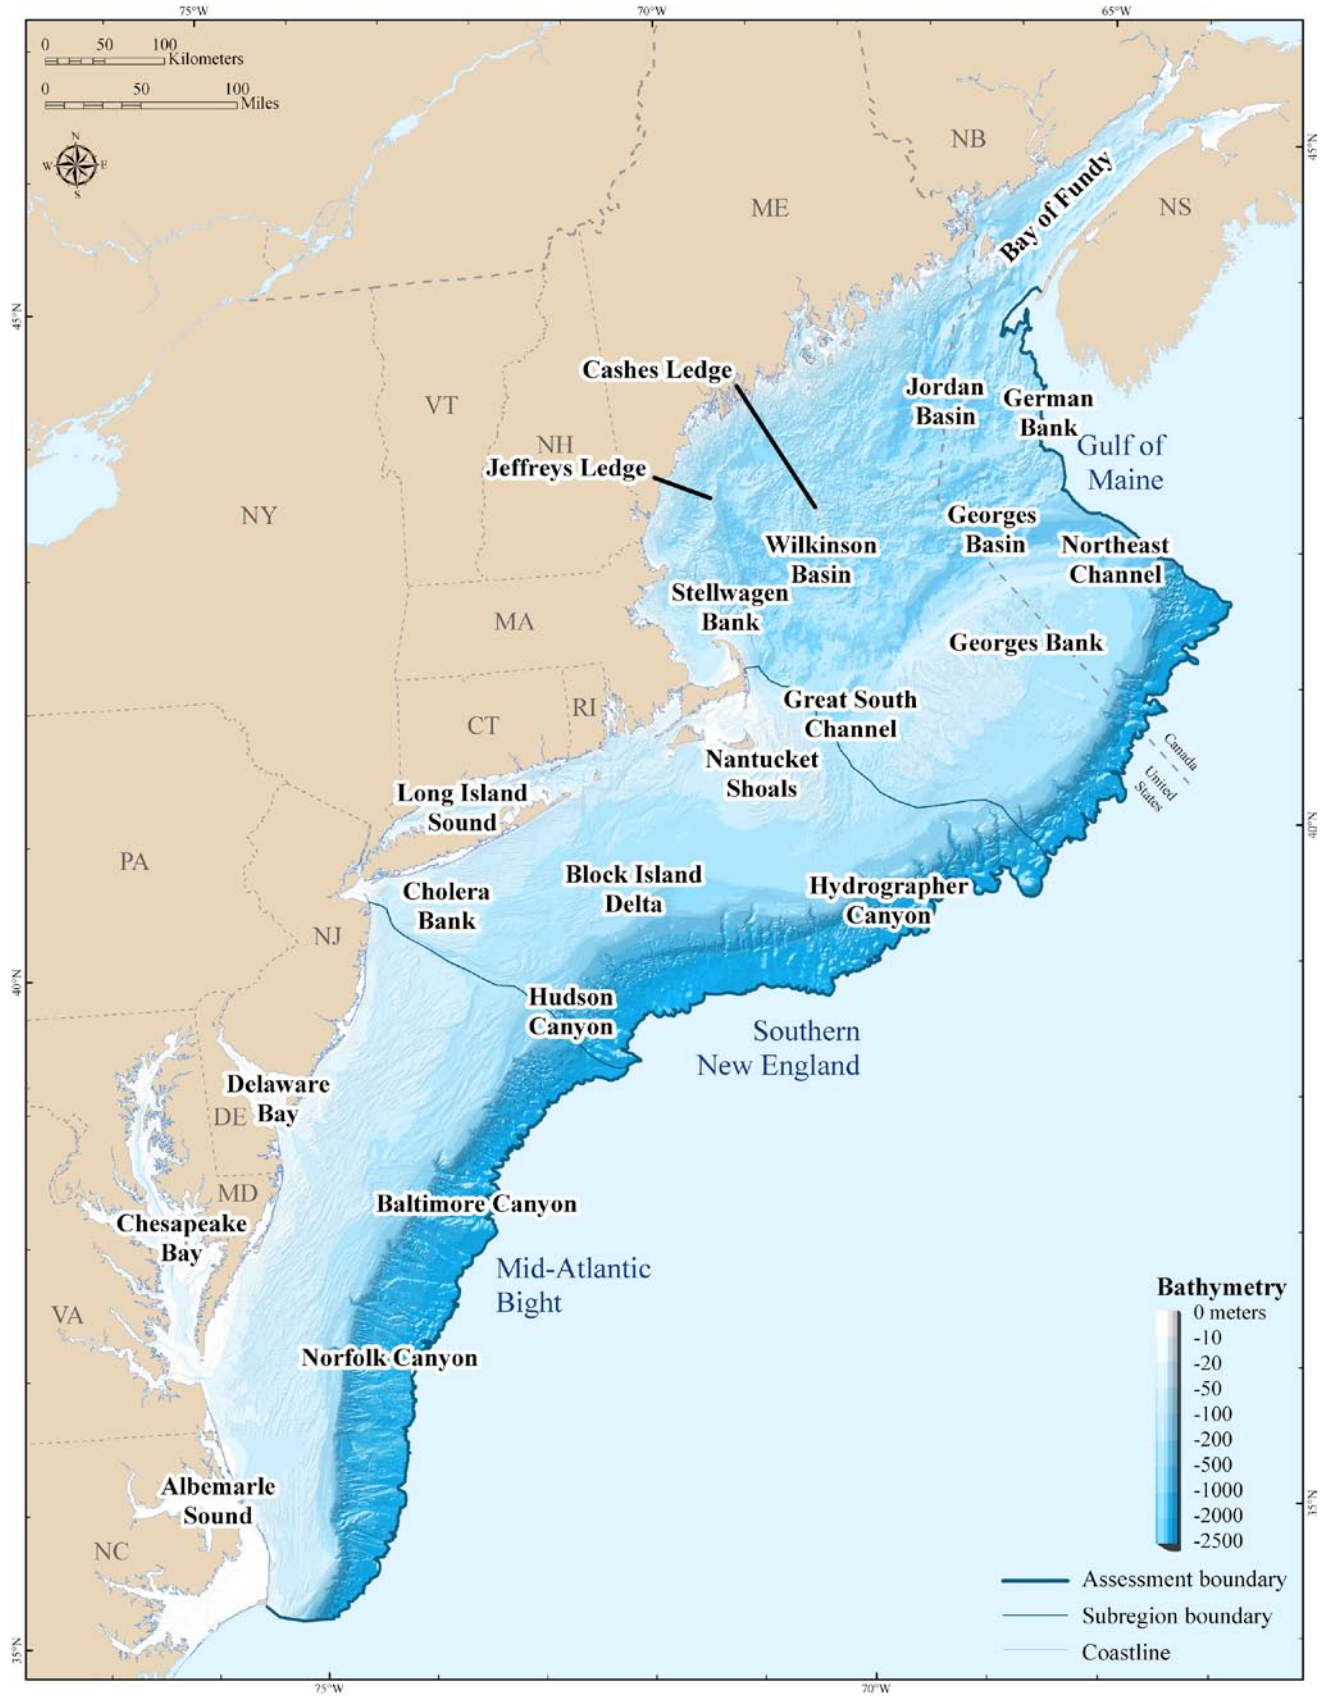 75°W 70°W 65°W
0 50 100
Kilometers
0 50 100
Miles
N
W E
S
NB
45°N
ME
Bay of Fundy
NS
45°N
Cashes Ledge
Jordan
Basin
German
Bank
VT
NH
Gulf of
Maine
Jeffreys Ledge
NY
Georges
Basin
Wilkinson
Basin
Northeast
Channel
Stellwagen
Bank
MA
Georges Bank
RI
CT
Great South
Channel
Canada
United
States
Nantucket
Shoals
Long Island
Sound
40°N
PA
Block Island
Delta
Cholera
Bank
Hydrographer
Canyon
NJ
40°N
Hudson
Canyon
Southern
New England
Delaware
Bay
DE
MD
Baltimore Canyon
Chesapeake
Bay
Mid-Atlantic
Bight
VA
Norfolk Canyon
Bathymetry
0 meters
-10
-20
-50
-100
-200
-500
-1000
-2000
-2500
Albemarle
Sound
35°N
NC
Assessment boundary
Subregion boundary
Coastline
35°N
75°W 70°W